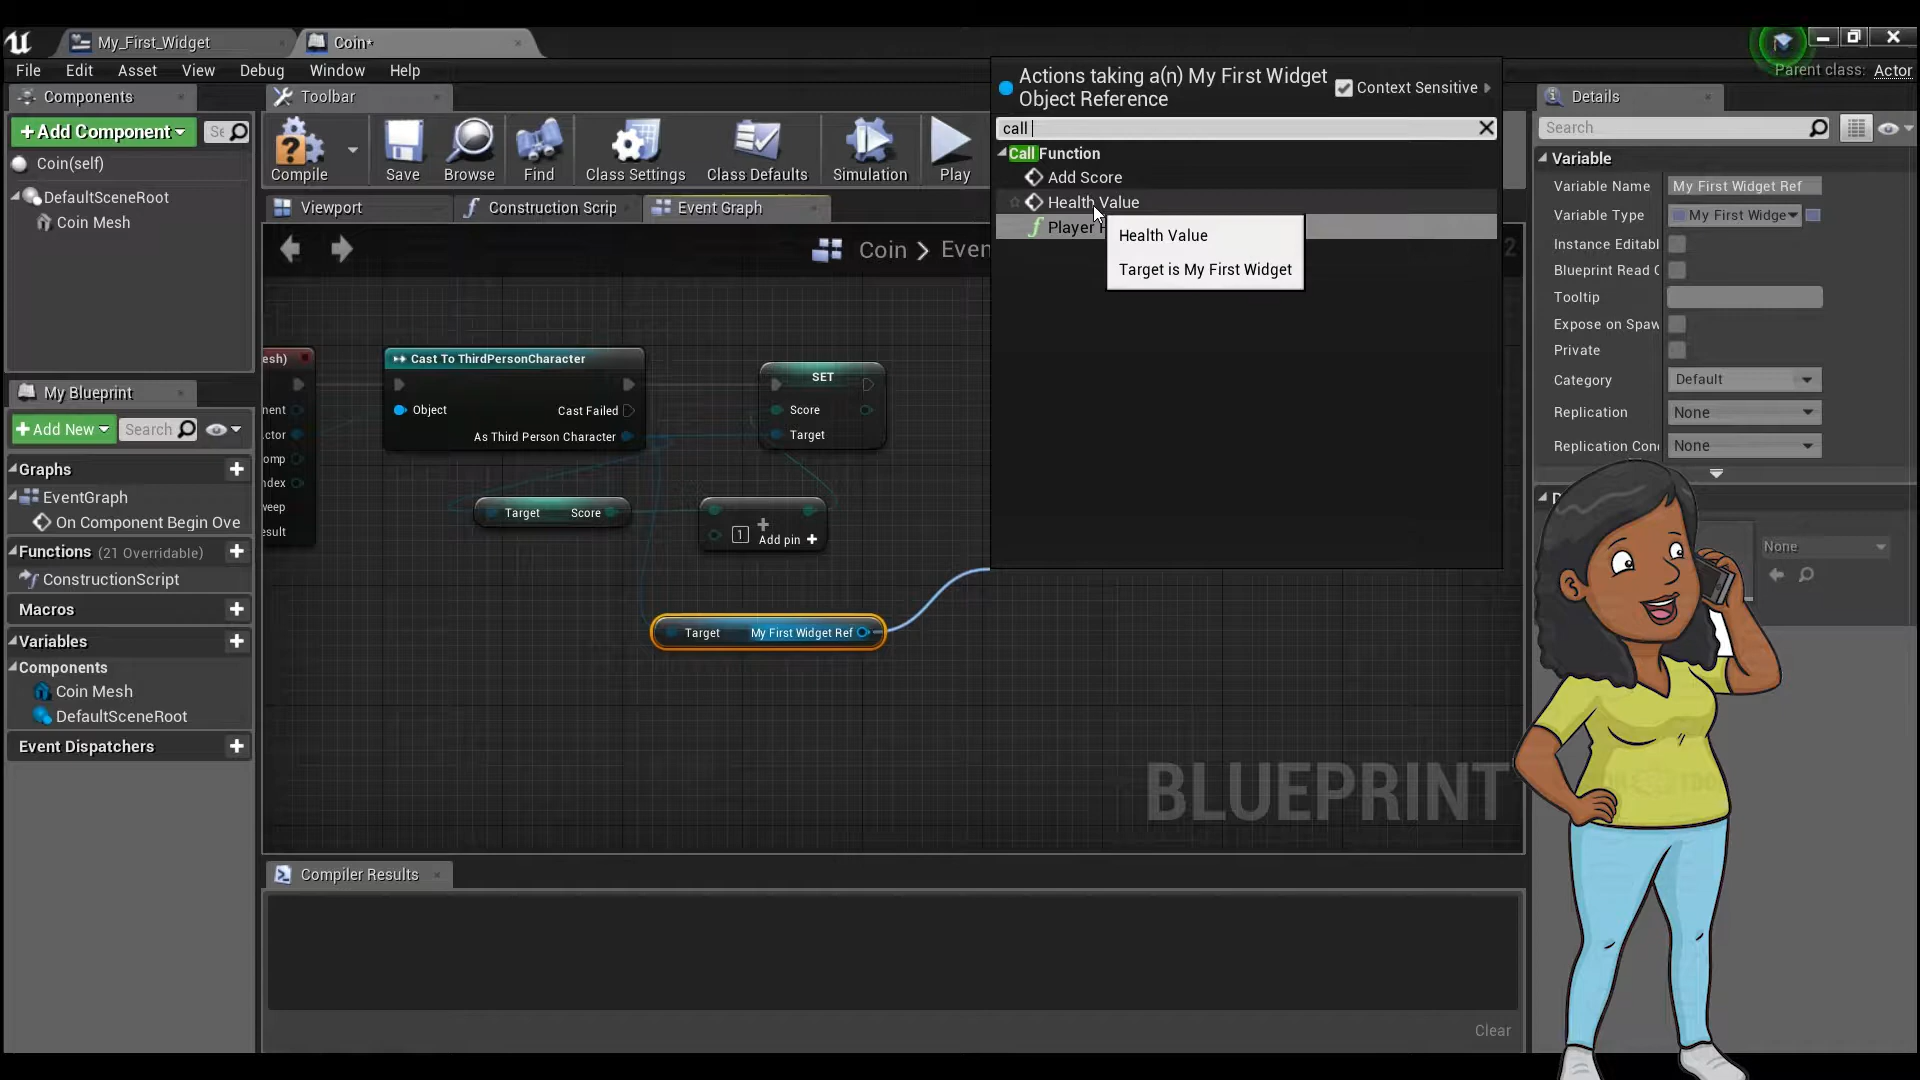 My_First_Widget
Coin*
File Edit Asset View Debug Window Help
Parent class: Actor
Components
Add Component
Coin(self)
DefaultSceneRoot
Coin Mesh
My Blueprint
Add New
Search
Graphs
EventGraph
On Component Begin Ove
Functions (21 Overridable)
ConstructionScript
Macros
Variables
Components
Coin Mesh
DefaultSceneRoot
Event Dispatchers
Toolbar
Compile
Save
Browse
Find
Class Settings
Class Defaults
Simulation
Play
Viewport
Construction Scrip
Event Graph
Coin > Even
Cast To ThirdPersonCharacter
Object
Cast Failed
As Third Person Character
SET
Score
Target
Target Score
1
Add pin
Target My First Widget Ref
BLUEPRINT
Actions taking a(n) My First Widget
Object Reference
Context Sensitive
call
Call Function
Add Score
Health Value
Player
Health Value
Target is My First Widget
Compiler Results
Clear
Details
Search
Variable
Variable Name My First Widget Ref
Variable Type My First Widge
Instance Editabl
Blueprint Read
Tooltip
Expose on Spaw
Private
Category Default
Replication None
Replication Con None
None